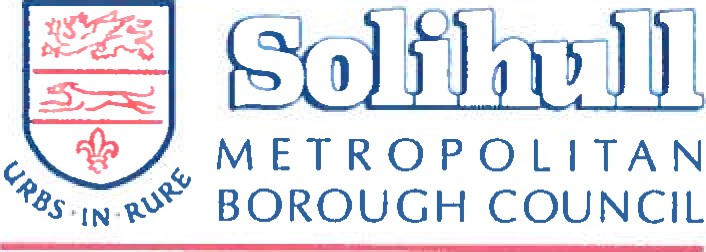 Solihull
METROPOLITAN
BOROUGH COUNCIL
URBS·IN·RURE